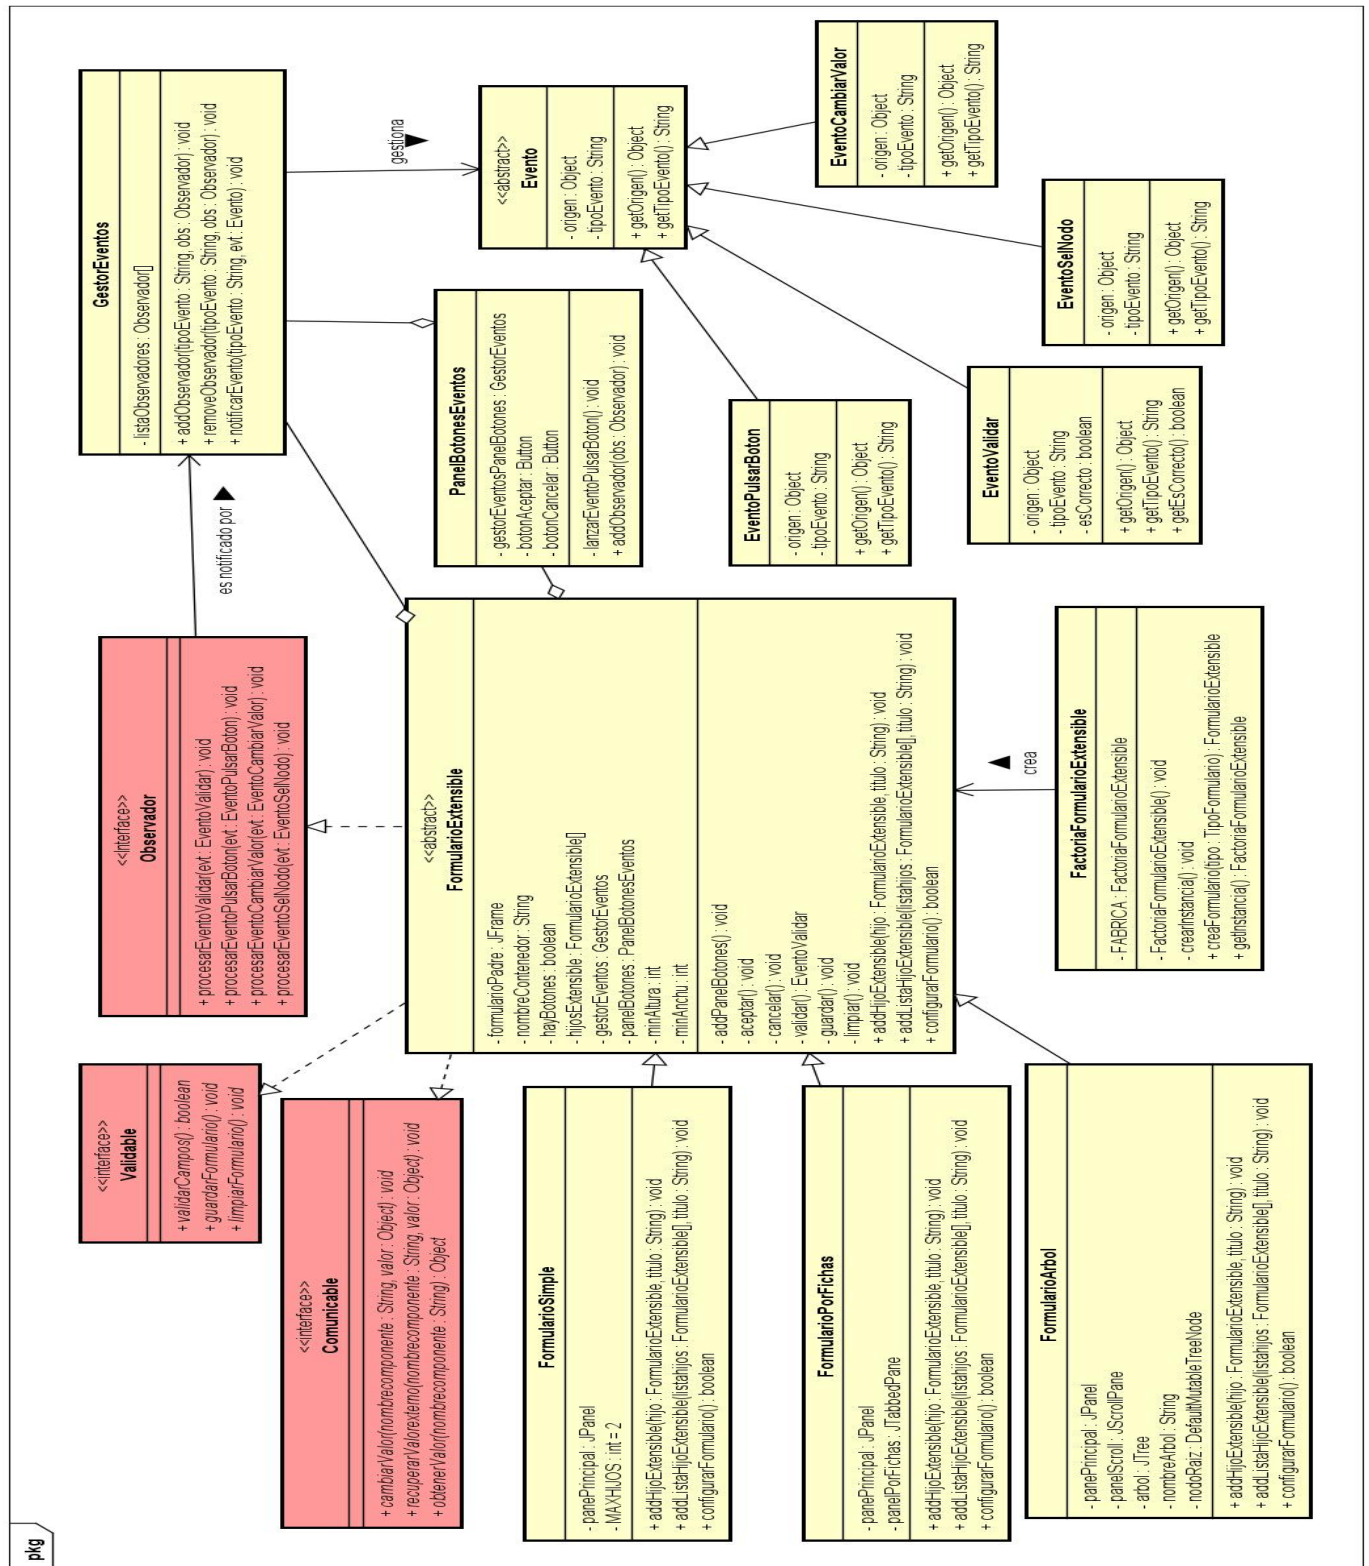 pkg
<<interface>>
Validable
+ validarCampos() : boolean
+ guardarFormulario() : void
+ limpiarFormulario() : void
<<Interface>>
Observador
+ procesarEventoValidar(evt : EventoValidar) : void
+ procesarEventoPulsarBoton(evt : EventoPulsarBoton) : void
+ procesarEventoCambiarValor(evt : EventoCambiarValor) : void
+ procesarEventoSelNodo(evt : EventoSelNodo) : void
es notificado por
GestorEventos
- listaObservadores : Observador[]
+ addObservador(tipoEvento : String, obs : Observador) : void
+ removeObservador(tipoEvento : String, obs : Observador) : void
+ notificarEvento(tipoEvento : String, evt : Evento) : void
<<interface>>
Comunicable
+ cambiarValor(nombrecomponente : String, valor : Object) : void
+ recuperarValorexterno(nombrecomponente : String, valor : Object) : void
+ obtenerValor(nombrecomponente : String) : Object
gestiona
<<abstract>>
FormularioExtensible
- formularioPadre : JFrame
- nombreContenedor : String
- hayBotones : boolean
- hijosExtensible : FormularioExtensible[]
- gestorEventos : GestorEventos
- panelBotones : PanelBotonesEventos
- minAltura : int
- minAnchu : int
- addPanelBotones() : void
- aceptar() : void
- cancelar() : void
- validar() : EventoValidar
- guardar() : void
- limpiar() : void
+ addHijoExtensible(hijo : FormularioExtensible, titulo : String) : void
+ addListaHijoExtensible(listahijos : FormularioExtensible[], titulo : String) : void
+ configurarFormulario() : boolean
PanelBotonesEventos
- gestorEventosPanelBotones : GestorEventos
- botonAceptar : Button
- botonCancelar : Button
- lanzarEventoPulsarBoton() : void
+ addObservador(obs : Observador) : void
<<abstract>>
Evento
- origen : Object
- tipoEvento : String
+ getOrigen() : Object
+ getTipoEvento() : String
FormularioSimple
- panePrincipal : JPanel
- MAXHIJOS : int = 2
+ addHijoExtensible(hijo : FormularioExtensible, titulo : String) : void
+ addListaHijoExtensible(listahijos : FormularioExtensible[], titulo : String) : void
+ configurarFormulario() : boolean
EventoPulsarBoton
- origen : Object
- tipoEvento : String
+ getOrigen() : Object
+ getTipoEvento() : String
EventoCambiarValor
- origen : Object
- tipoEvento : String
+ getOrigen() : Object
+ getTipoEvento() : String
FormularioPorFichas
- panePrincipal : JPanel
- panelPorFichas : JTabbedPane
+ addHijoExtensible(hijo : FormularioExtensible, titulo : String) : void
+ addListaHijoExtensible(listahijos : FormularioExtensible[], titulo : String) : void
+ configurarFormulario() : boolean
crea
EventoValidar
- origen : Object
- tipoEvento : String
- esCorrecto : boolean
+ getOrigen() : Object
+ getTipoEvento() : String
+ getEsCorrecto() : boolean
EventoSelNodo
- origen : Object
- tipoEvento : String
+ getOrigen() : Object
+ getTipoEvento() : String
FormularioArbol
- panePrincipal : JPanel
- panelScroll : JScrollPane
- arbol : JTree
- nombreArbol : String
- nodoRaiz : DefaultMutableTreeNode
+ addHijoExtensible(hijo : FormularioExtensible, titulo : String) : void
+ addListaHijoExtensible(listahijos : FormularioExtensible[], titulo : String) : void
+ configurarFormulario() : boolean
FactoriaFormularioExtensible
- FABRICA : FactoriaFormularioExtensible
- FactoriaFormularioExtensible() : void
- crearInstancia() : void
+ creaFormulario(tipo : TipoFormulario) : FormularioExtensible
+ getInstancia() : FactoriaFormularioExtensible